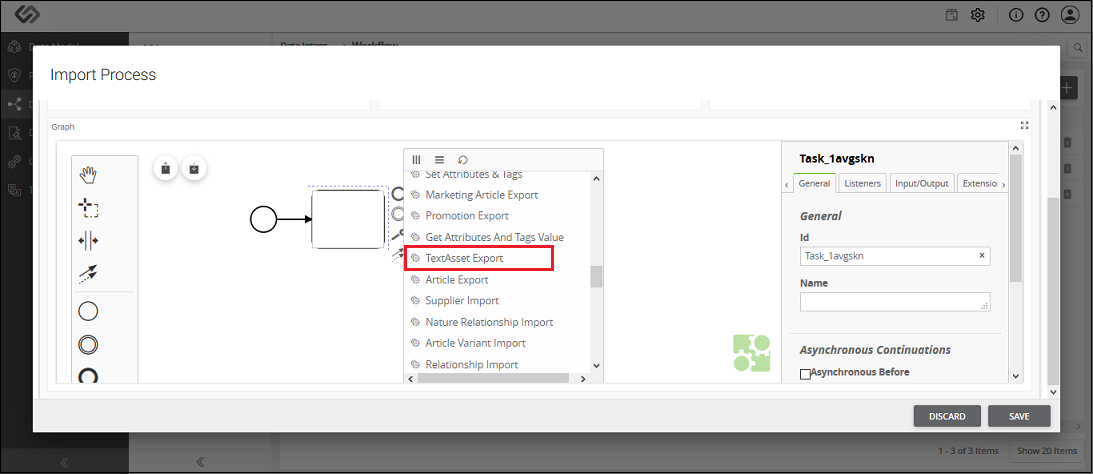 Workflow
Import Process
Graph
Set Attributes & Tags
Marketing Article Export
Promotion Export
Get Attributes And Tags Value
TextAsset Export
Article Export
Supplier Import
Nature Relationship Import
Article Variant Import
Relationship Import
Task_1avgskn
General
Listeners
Input/Output
Extensio
General
Id
Task_1avgskn
Name
Asynchronous Continuations
Asynchronous Before
DISCARD
SAVE
1 - 3 of 3 Items
Show 20 Items